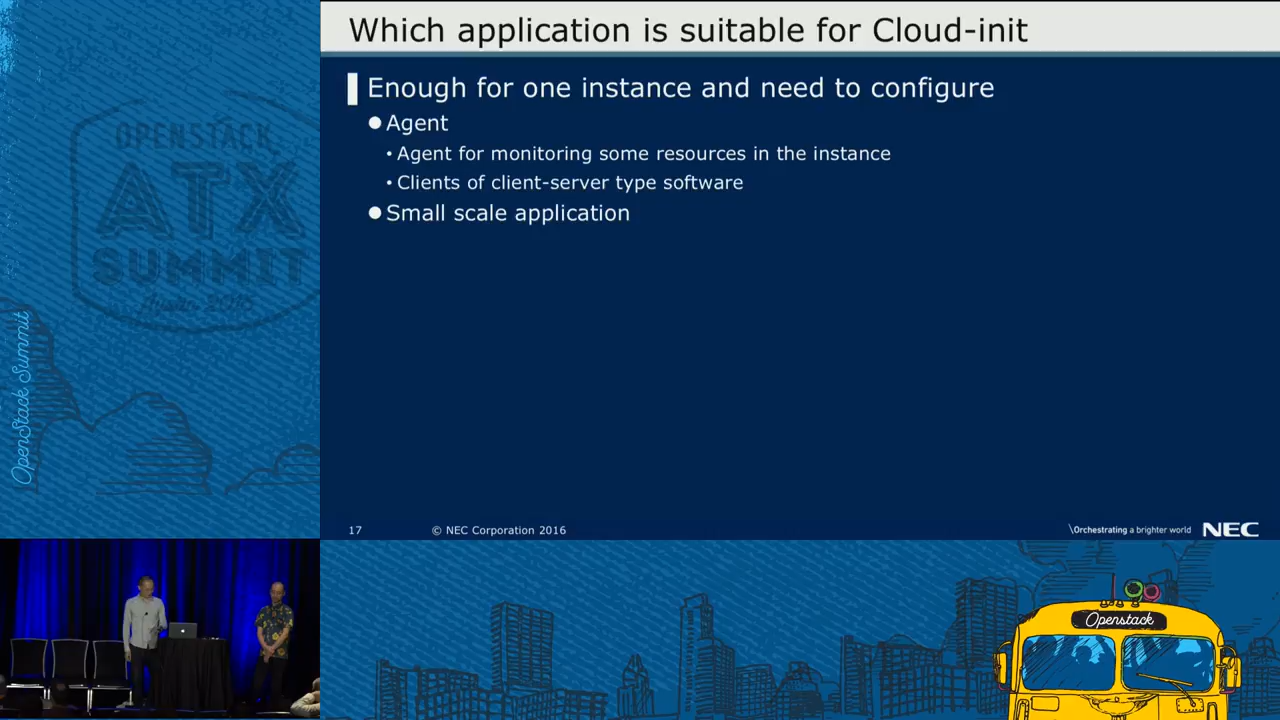 Which application is suitable for Cloud-init
Enough for one instance and need to configure
Agent
Agent for monitoring some resources in the instance
Clients of client-server type software
Small scale application
17
© NEC Corporation 2016
\Orchestrating a brighter world
NEC
OPENSTACK
ATX
SUMMIT
Austin 2016
OpenStack Summit
Openstack